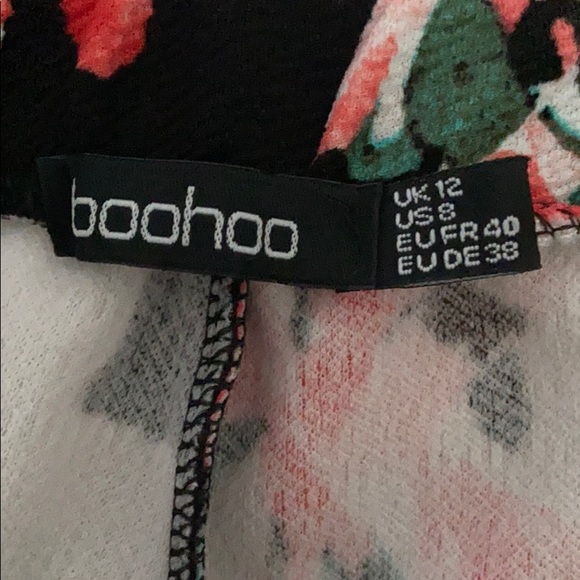 boohoo
UK 12
US 8
EU FR 40
EU DE 38